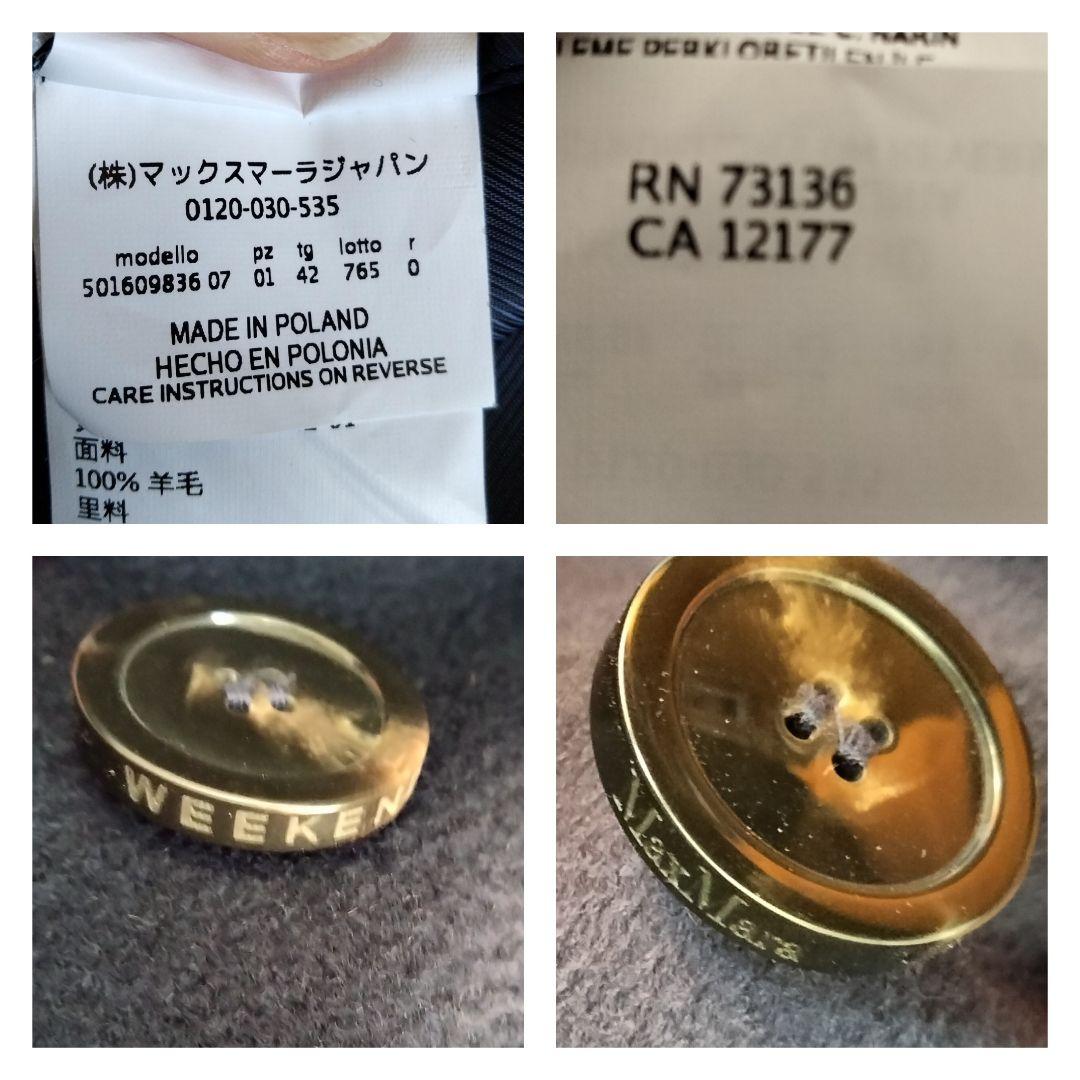 (株)マックスマーラジャパン
0120-030-535
modello pz tg lotto r
501609836 07 01 42 765 0
MADE IN POLAND
HECHO EN POLONIA
CARE INSTRUCTIONS ON REVERSE
面料
100% 羊毛
里料
RN 73136
CA 12177
WEEKEN
MaxMara